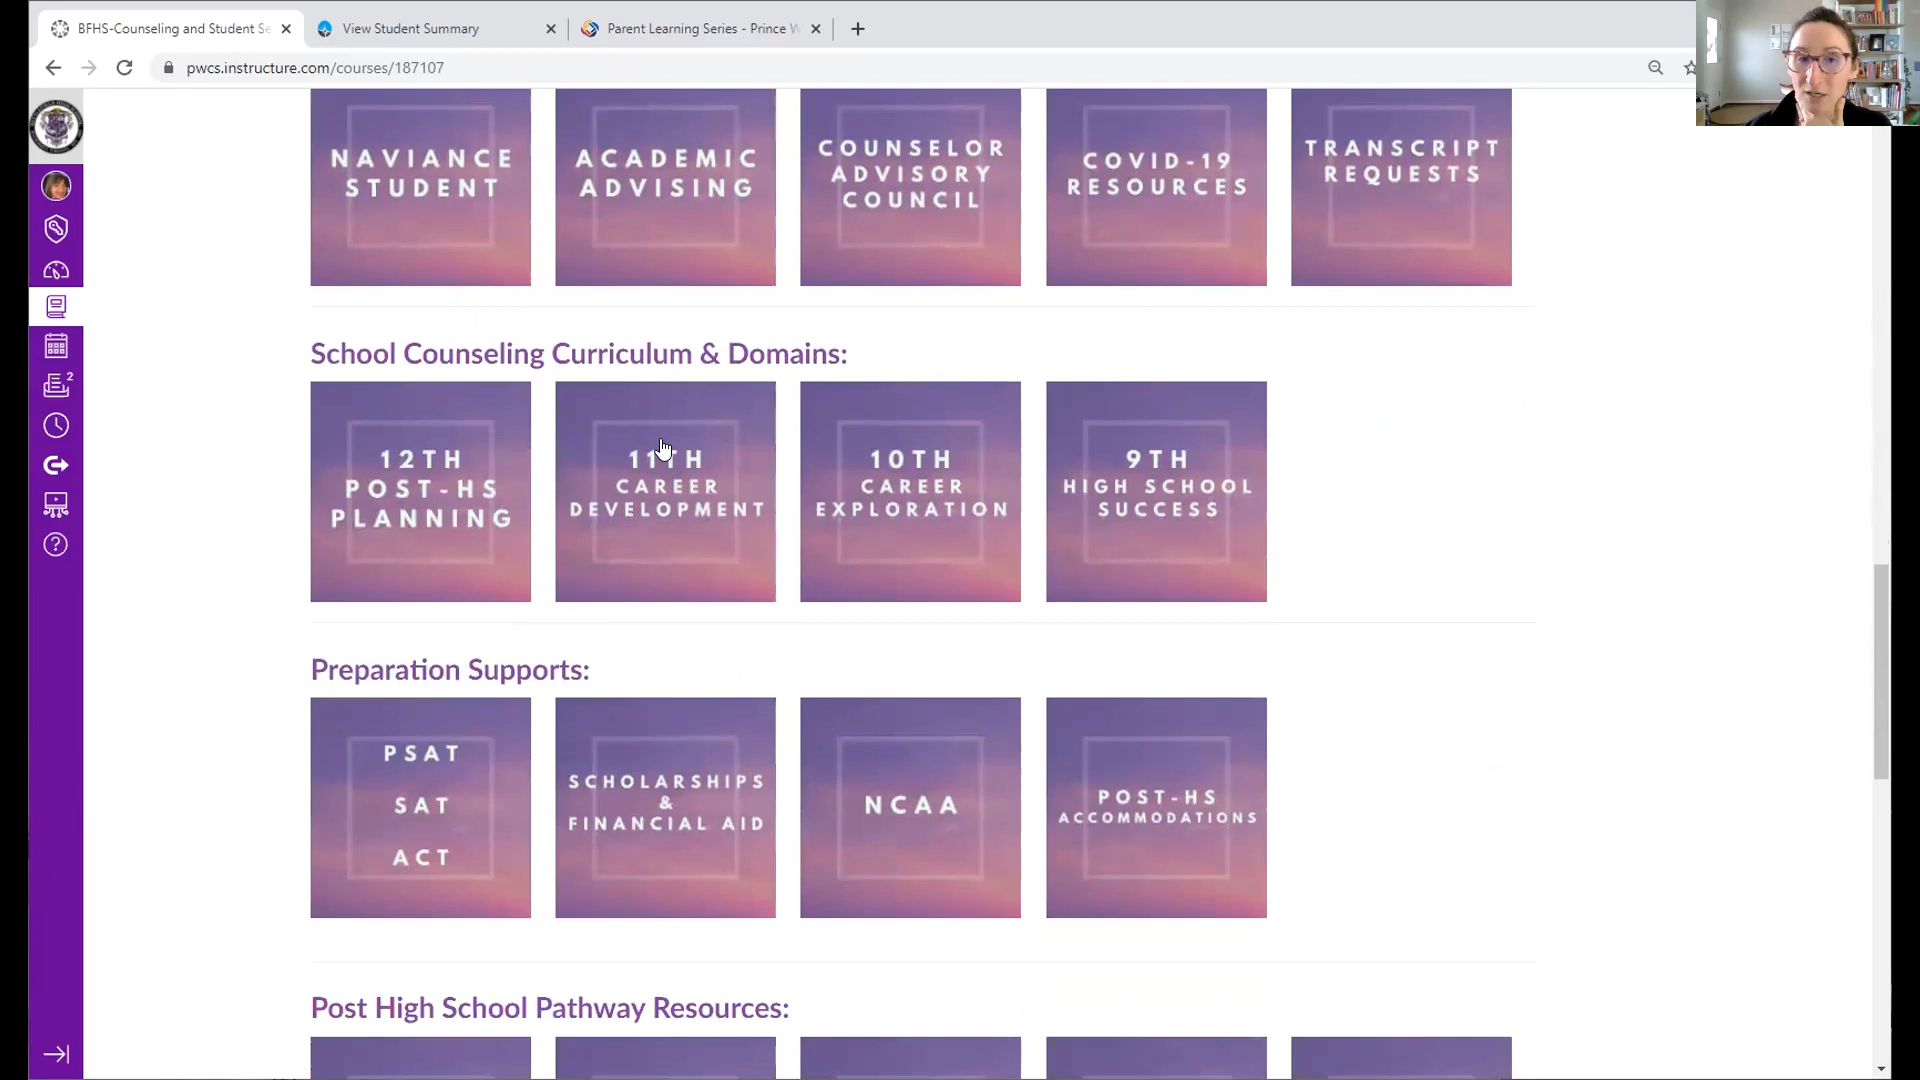 BFHS-Counseling and Student Se
View Student Summary
Parent Learning Series - Prince W
pwcs.instructure.com/courses/187107
NAVIANCE
STUDENT
ACADEMIC
ADVISING
COUNSELOR
ADVISORY
COUNCIL
COVID-19
RESOURCES
TRANSCRIPT
REQUESTS
School Counseling Curriculum & Domains:
12TH
POST-HS
PLANNING
11TH
CAREER
DEVELOPMENT
10TH
CAREER
EXPLORATION
9TH
HIGH SCHOOL
SUCCESS
2
Preparation Supports:
PSAT
SAT
ACT
SCHOLARSHIPS
&
FINANCIAL AID
NCAA
POST-HS
ACCOMMODATIONS
Post High School Pathway Resources: